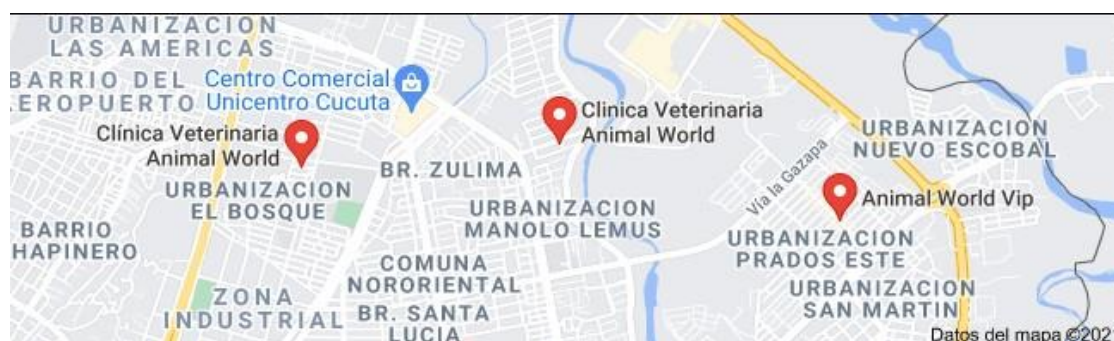 URBANIZACION
LAS AMERICAS
BARRIO DEL
EROPUERTO
Centro Comercial
Unicentro Cucuta
Clínica Veterinaria
Animal World
Clinica Veterinaria
Animal World
URBANIZACION
NUEVO ESCOBAL
BR. ZULIMA
Vía la Gazapa
URBANIZACION
EL BOSQUE
Animal World Vip
URBANIZACION
MANOLO LEMUS
BARRIO
HAPINERO
URBANIZACION
PRADOS ESTE
COMUNA
NORORIENTAL
URBANIZACION
SAN MARTIN
ZONA
INDUSTRIAL
BR. SANTA
LUCIA
Datos del mapa ©202